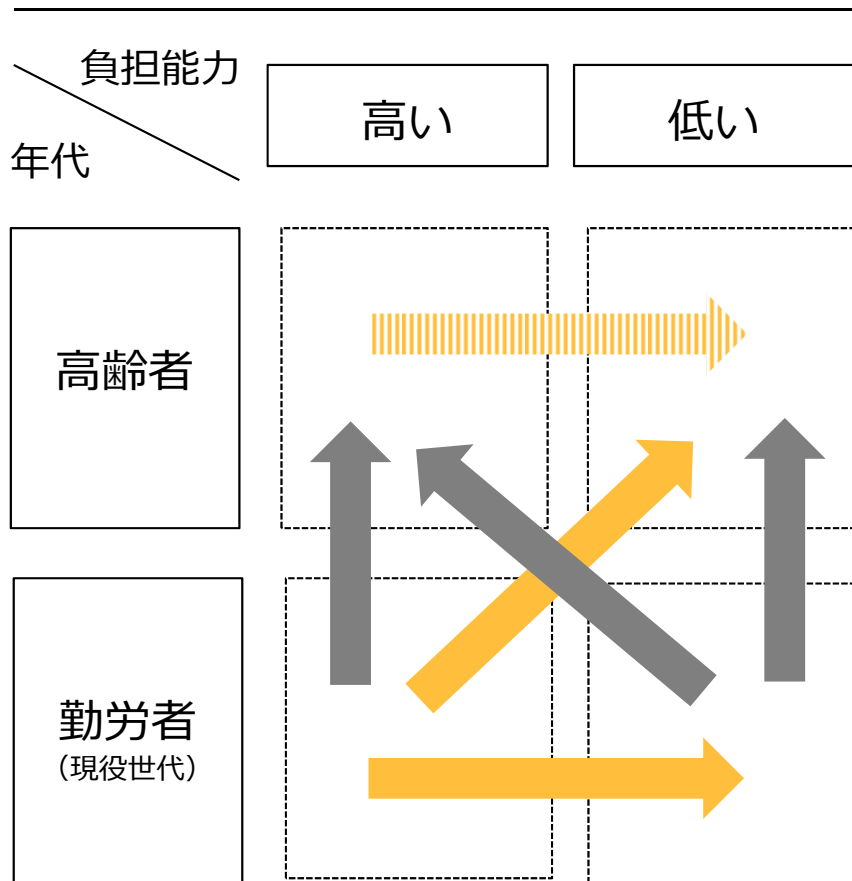 負担能力
年代
高い
低い
高齢者
勤労者
（現役世代）